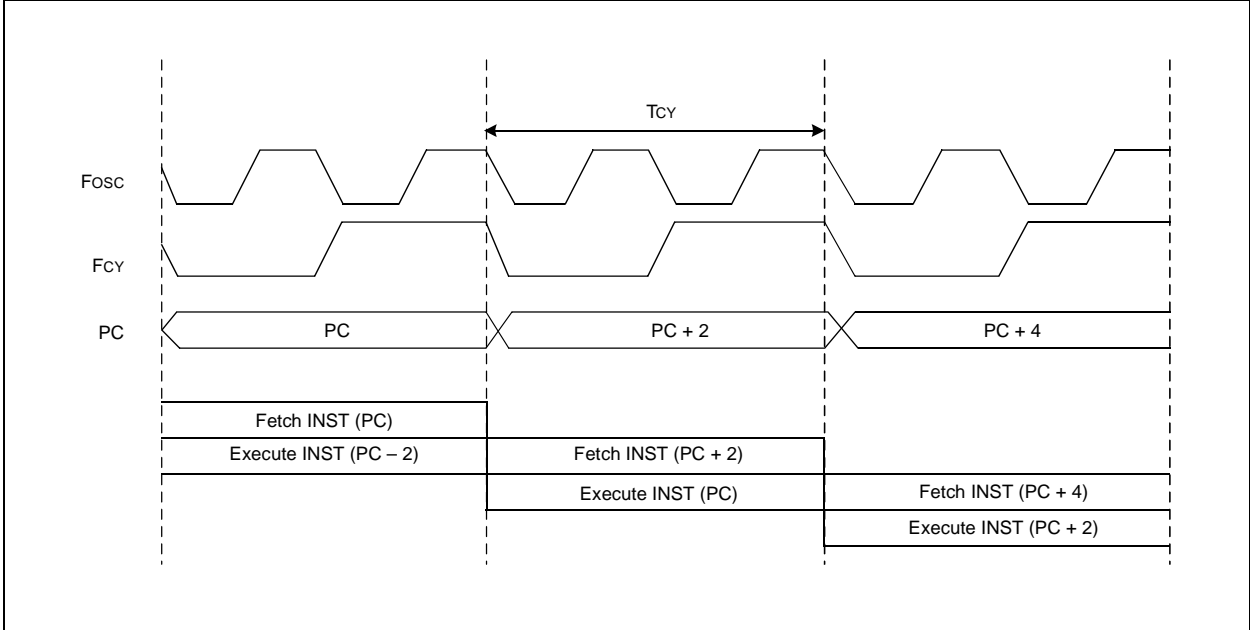 TCY
FOSC
FCY
PC
PC
PC + 2
PC + 4
Fetch INST (PC)
Execute INST (PC – 2)
Fetch INST (PC + 2)
Execute INST (PC)
Fetch INST (PC + 4)
Execute INST (PC + 2)